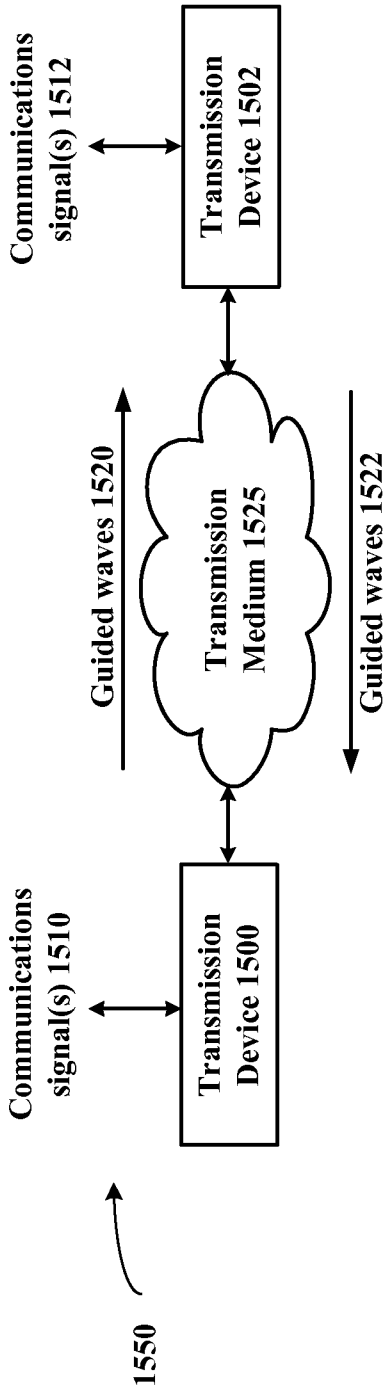 Communications
signal(s) 1510
Communications
signal(s) 1512
Guided waves 1520
Transmission
Device 1500
Transmission
Medium 1525
Transmission
Device 1502
Guided waves 1522
1550